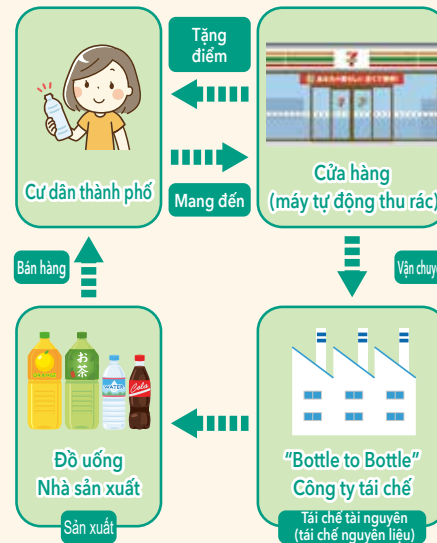 Tặng
điểm
7
Cư dân thành phố
Mang đến
Cửa hàng
(máy tự động thu rác)
Bán hàng
Vận chuyể
お茶
WATER
Cola
Đồ uống
Nhà sản xuất
Sản xuất
"Bottle to Bottle"
Công ty tái chế
Tái chế tài nguyên
(tái chế nguyên liệu)